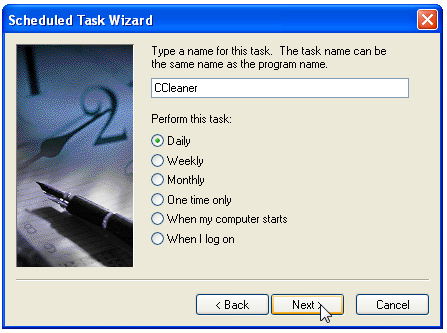 Scheduled Task Wizard
Type a name for this task. The task name can be
the same name as the program name.
CCleaner
Perform this task:
Daily
Weekly
Monthly
One time only
When my computer starts
When I log on
< Back
Next >
Cancel
2